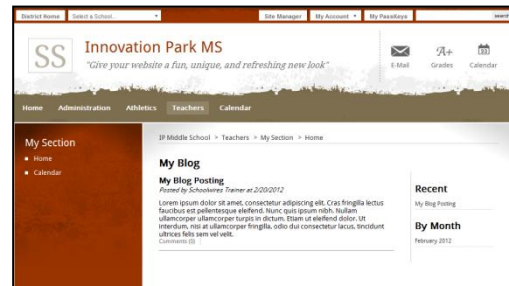 District Home
Select a School...
Site Manager
My Account
My PassKeys
search
SS
Innovation Park MS
"Give your website a fun, unique, and refreshing new look"
E-Mail
A+
Grades
Calendar
Home Administration Athletics Teachers Calendar
My Section
Home
Calendar
IP Middle School > Teachers > My Section > Home
My Blog
My Blog Posting
Posted by Schoolwires Trainer at 2/20/2012
Lorem ipsum dolor sit amet, consectetur adipiscing elit. Cras fringilla lectus
faucibus est pellentesque eleifend. Nunc quis ipsum nibh. Nullam
ullamcorper ullamcorper turpis in dictum. Etiam ut eleifend dolor. Ut
interdum, nisi at ullamcorper fringilla, odio dui consectetur lacus, tincidunt
ultrices felis sem vel velit.
Comments (0)
Recent
My Blog Posting
By Month
February 2012